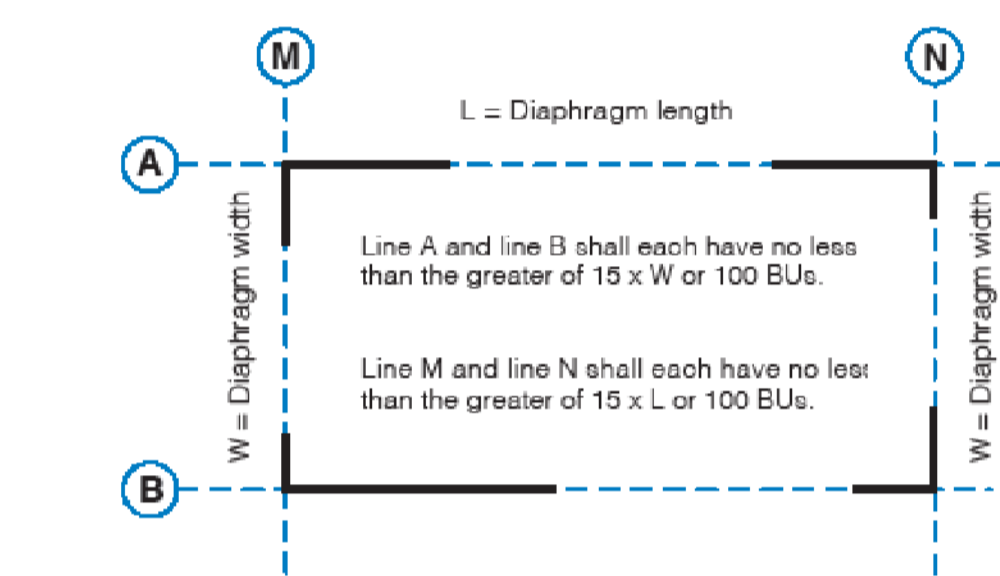 M
N
L = Diaphragm length
A
W = Diaphragm width
W = Diaphragm width
Line A and line B shall each have no less
than the greater of 15 x W or 100 BUs.
Line M and line N shall each have no less
than the greater of 15 x L or 100 BUs.
B